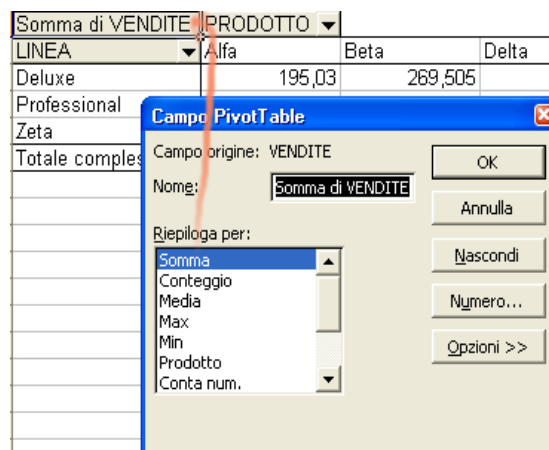 Somma di VENDITE PRODOTTO
LINEA Alfa Beta Delta
Deluxe 195,03 269,505
Professional
Zeta
Totale comples
Campo PivotTable
Campo origine: VENDITE
Nome: Somma di VENDITE
Riepiloga per:
Somma
Conteggio
Media
Max
Min
Prodotto
Conta num.
OK
Annulla
Nascondi
Numero...
Opzioni >>